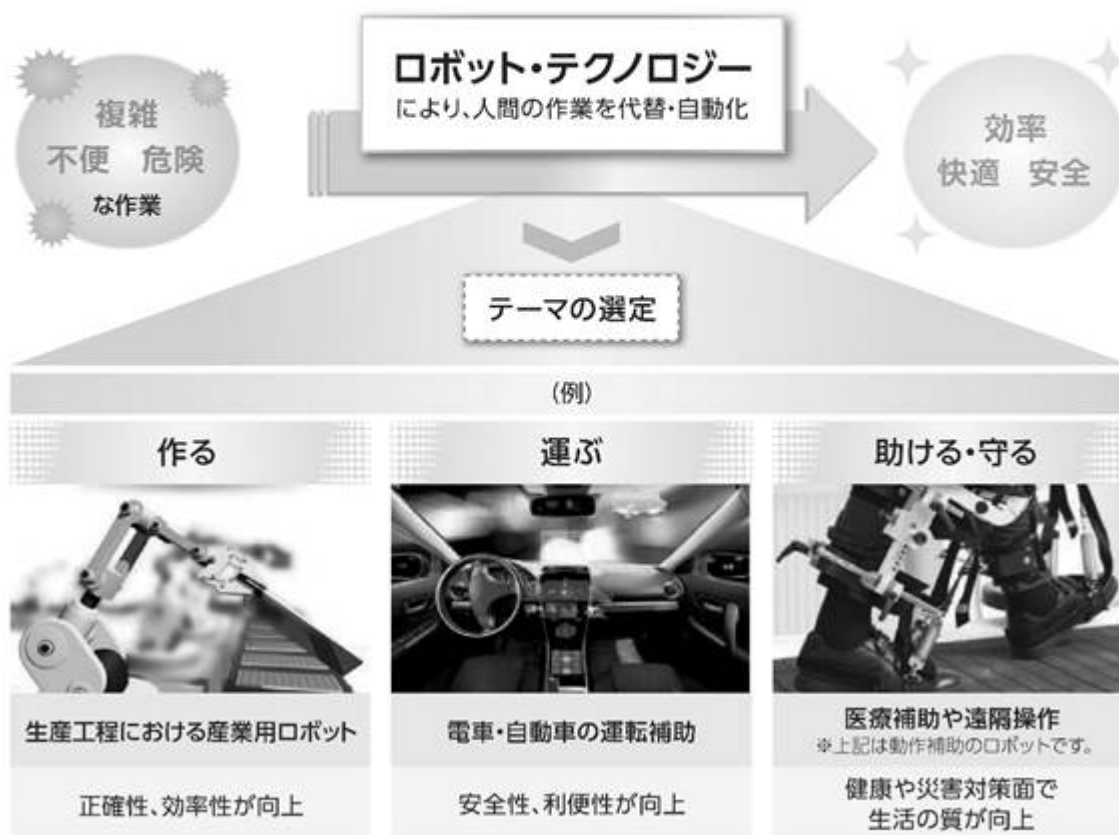 複雑
不便 危険
な作業
ロボット・テクノロジー
により、人間の作業を代替・自動化
効率
快適 安全
テーマの選定
(例)
作る
運ぶ
助ける・守る
生産工程における産業用ロボット
電車・自動車の運転補助
医療補助や遠隔操作
※上記は動作補助のロボットです。
正確性、効率性が向上
安全性、利便性が向上
健康や災害対策面で
生活の質が向上